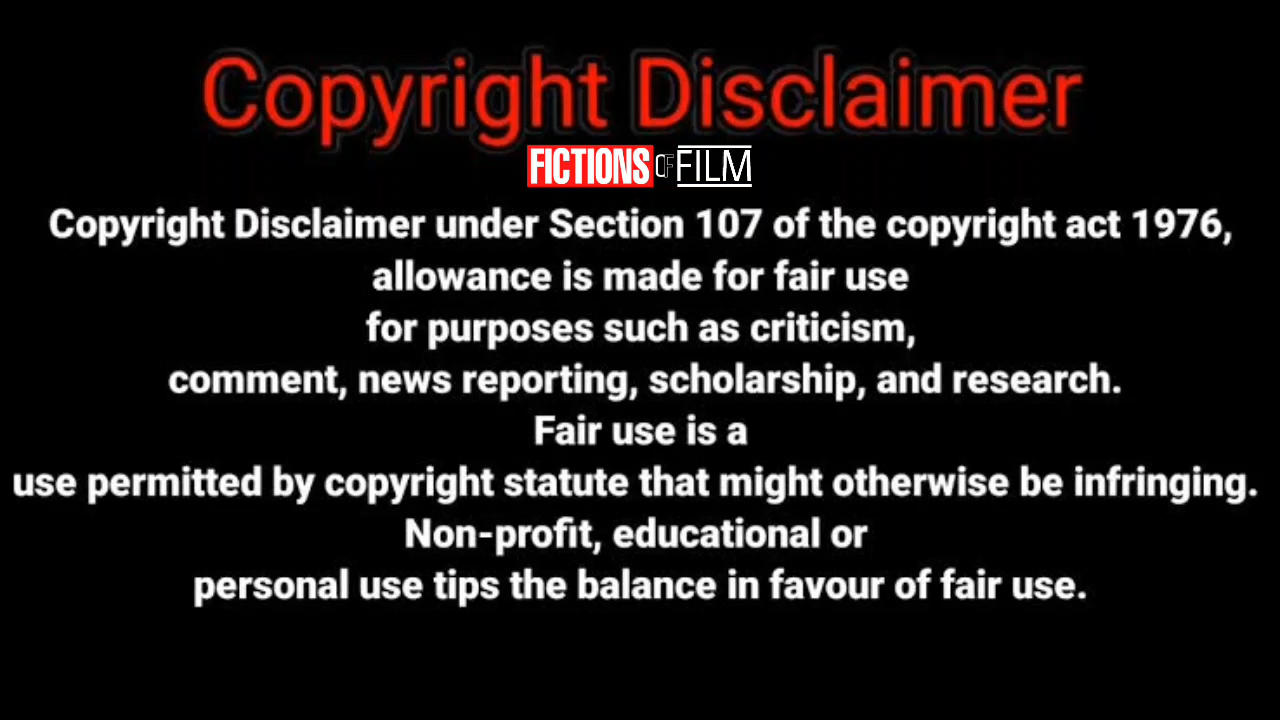 Copyright Disclaimer
FICTIONS OF FILM
Copyright Disclaimer under Section 107 of the copyright act 1976,
allowance is made for fair use
for purposes such as criticism,
comment, news reporting, scholarship, and research.
Fair use is a
use permitted by copyright statute that might otherwise be infringing.
Non-profit, educational or
personal use tips the balance in favour of fair use.